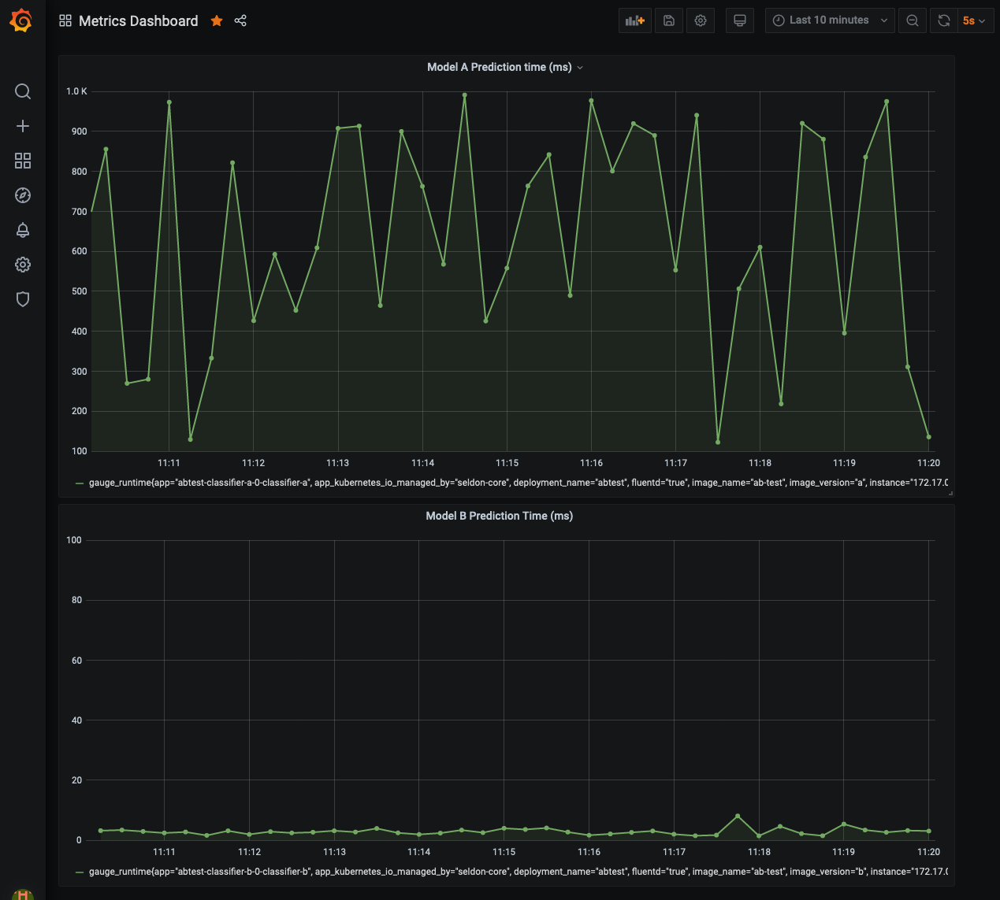 Metrics Dashboard
Last 10 minutes
5s
Model A Prediction time (ms)
1.0 K
900
800
700
600
500
400
300
200
100
11:11 11:12 11:13 11:14 11:15 11:16 11:17 11:18 11:19 11:20
gauge_runtime{app="abtest-classifier-a-0-classifier-a", app_kubernetes_io_managed_by="seldon-core", deployment_name="abtest", fluentd="true", image_name="ab-test", image_version="a", instance="172.17.0
Model B Prediction Time (ms)
100
80
60
40
20
0
11:11 11:12 11:13 11:14 11:15 11:16 11:17 11:18 11:19 11:20
gauge_runtime{app="abtest-classifier-b-0-classifier-b", app_kubernetes_io_managed_by="seldon-core", deployment_name="abtest", fluentd="true", image_name="ab-test", image_version="b", instance="172.17.0
H